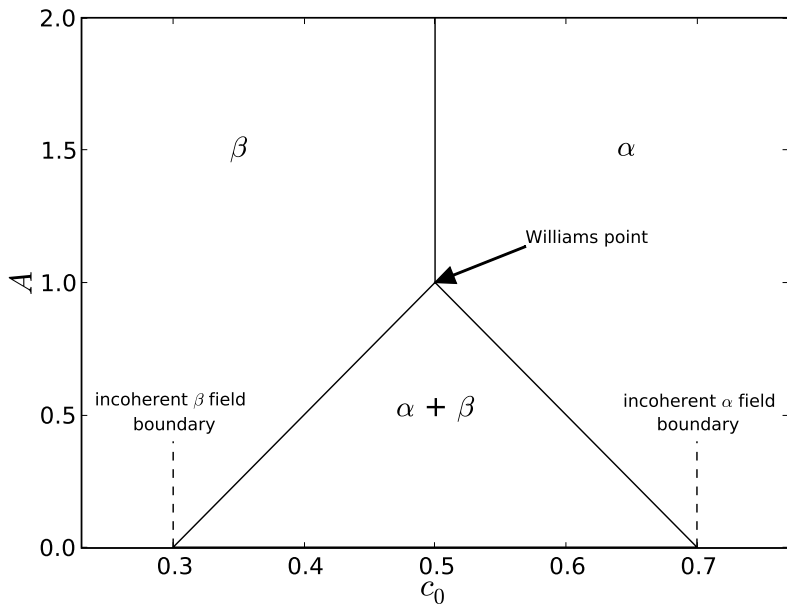 2.0
β
α
1.5
Williams point
A
1.0
incoherent β field
boundary
incoherent α field
boundary
α + β
0.5
0.0
0.3
0.4
0.5
0.6
0.7
c₀